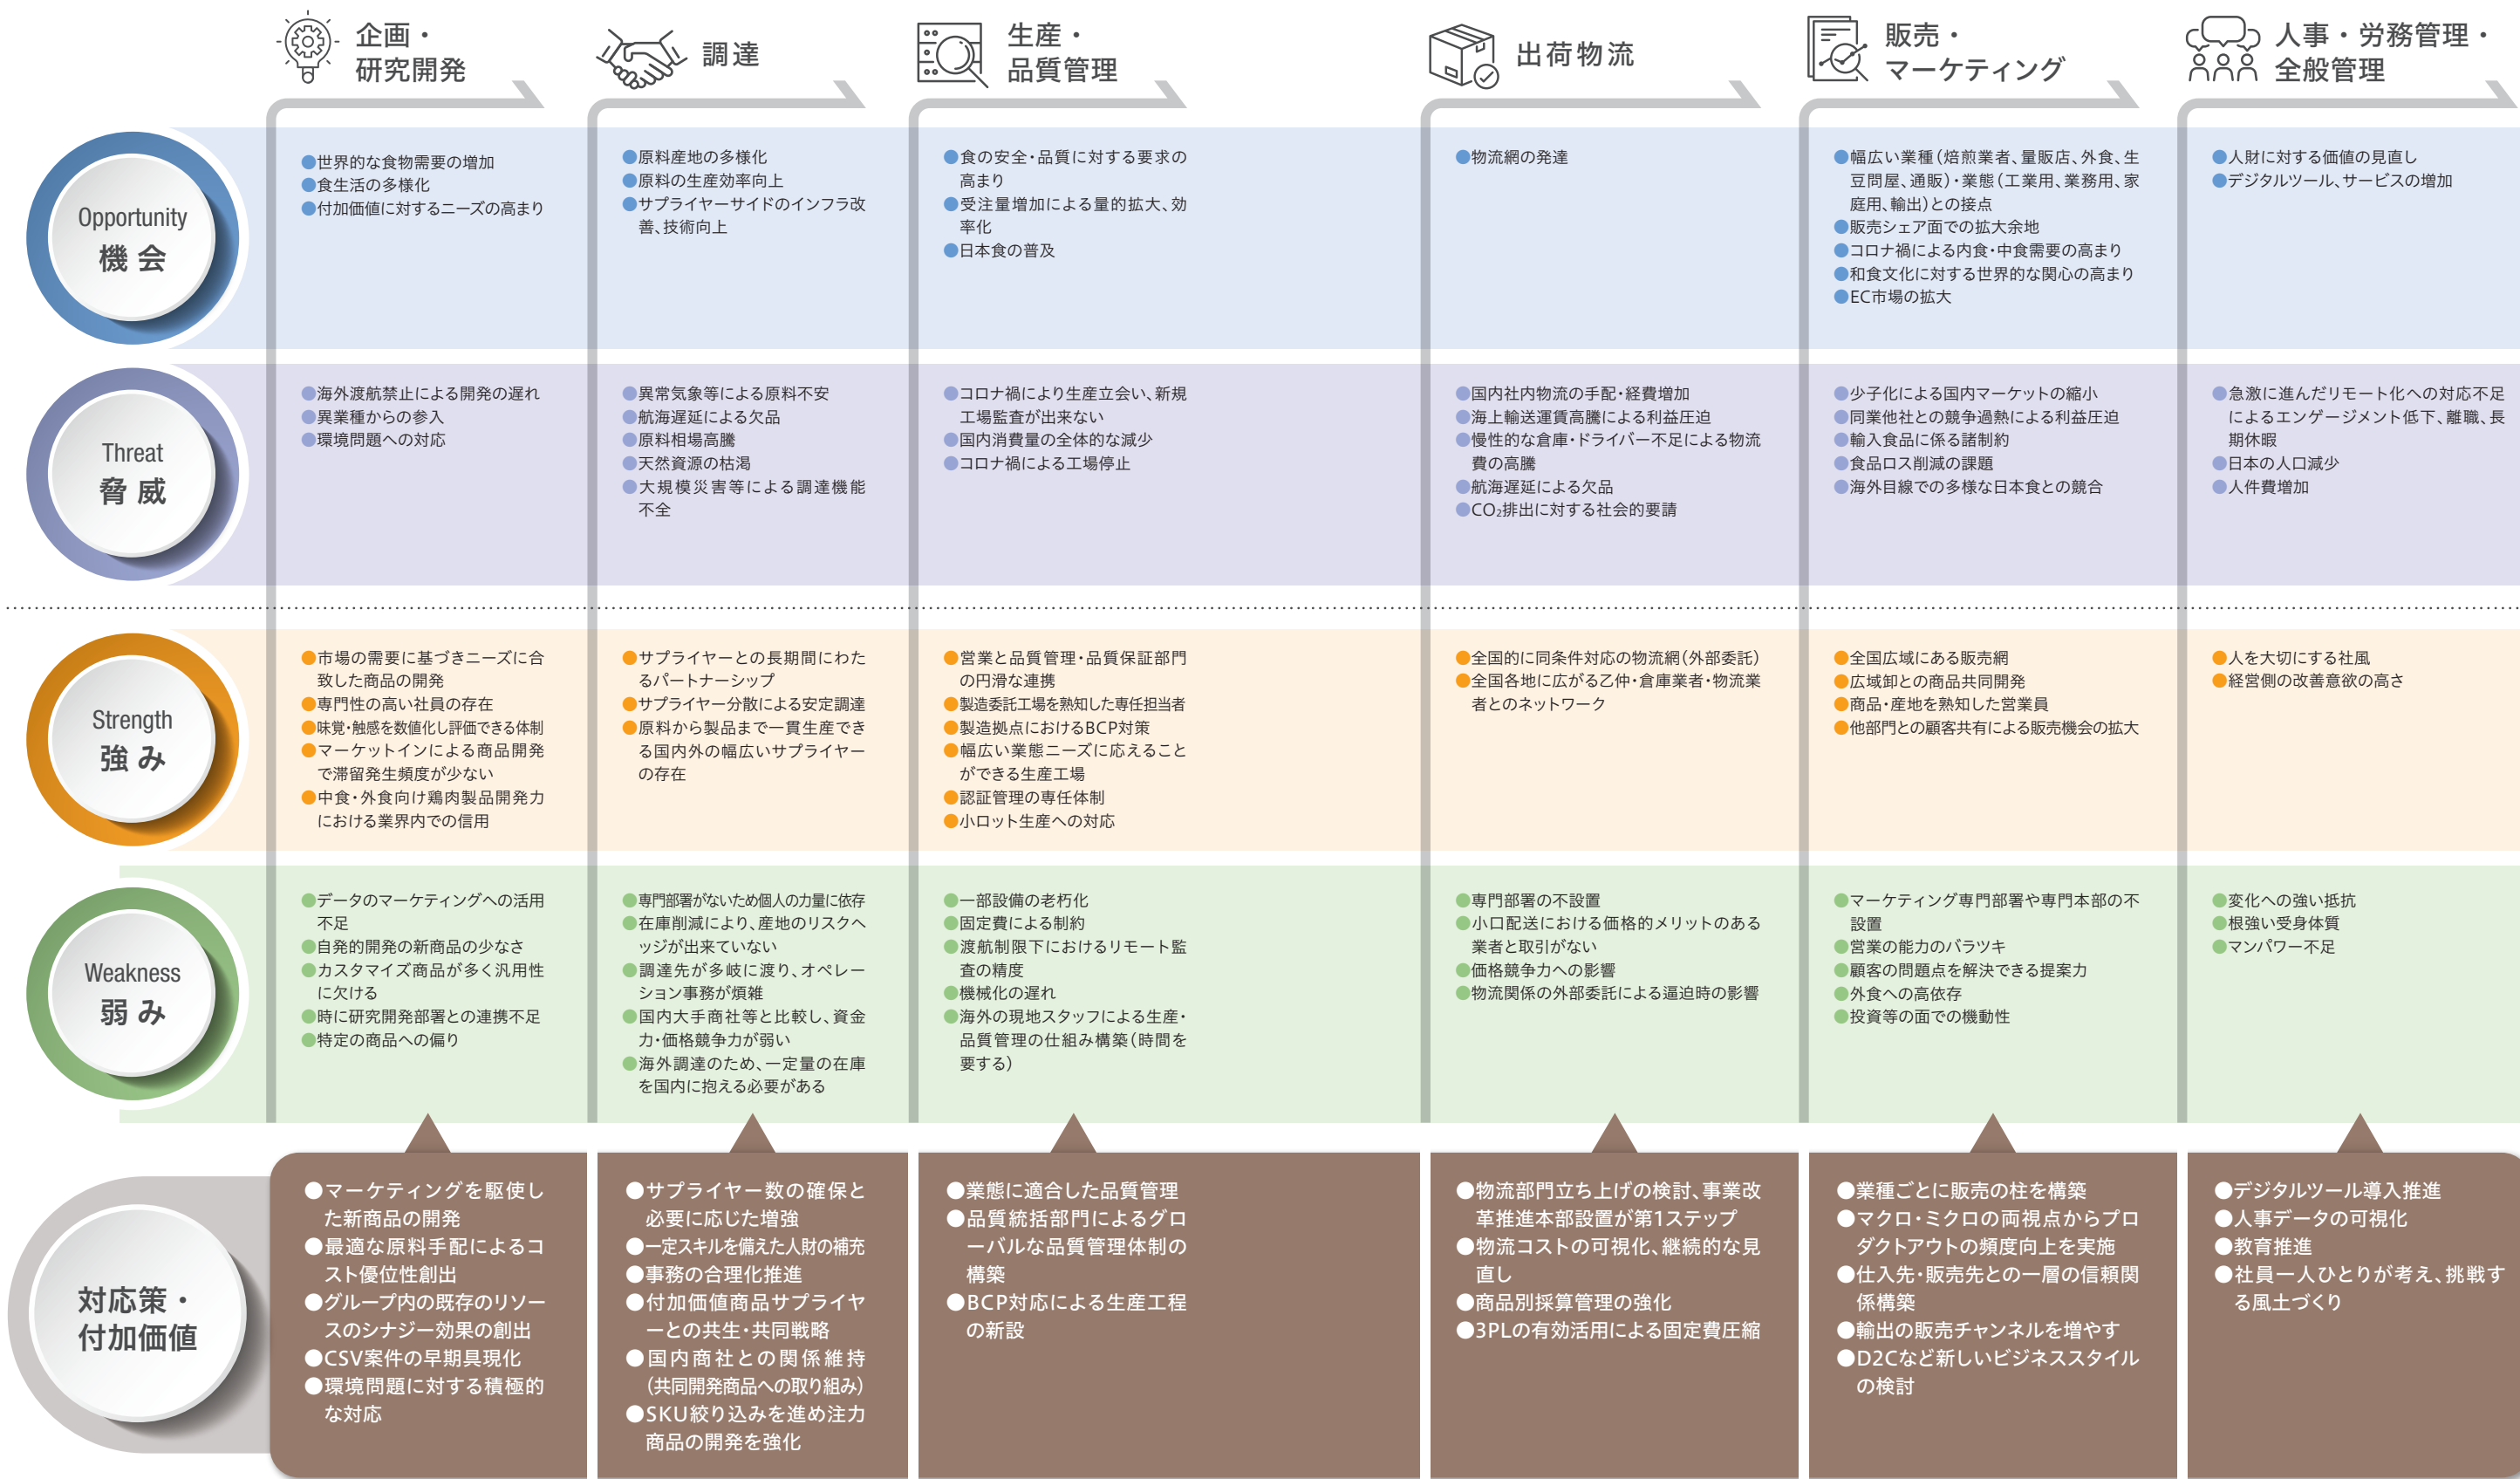 企画・
研究開発
調達
生産・
品質管理
出荷物流
販売・
マーケティング
人事・労務管理・
全般管理
Opportunity
機会
●世界的な食物需要の増加
●食生活の多様化
●付加価値に対するニーズの高まり
●原料産地の多様化
●原料の生産効率向上
●サプライヤーサイドのインフラ改
善、技術向上
●食の安全・品質に対する要求の
高まり
●受注量増加による量的拡大、効
率化
●日本食の普及
●物流網の発達
●幅広い業種（焙煎業者、量販店、外食、生
豆問屋、通販）・業態（工業用、業務用、家
庭用、輸出）との接点
●販売シェア面での拡大余地
●コロナ禍による内食・中食需要の高まり
●和食文化に対する世界的な関心の高まり
●EC市場の拡大
●人財に対する価値の見直し
●デジタルツール、サービスの増加
Threat
脅威
●海外渡航禁止による開発の遅れ
●異業種からの参入
●環境問題への対応
●異常気象等による原料不安
●航海遅延による欠品
●原料相場高騰
●天然資源の枯渇
●大規模災害等による調達機能
不全
●コロナ禍により生産立会い、新規
工場監査が出来ない
●国内消費量の全体的な減少
●コロナ禍による工場停止
●国内社内物流の手配・経費増加
●海上輸送運賃高騰による利益圧迫
●慢性的な倉庫・ドライバー不足による物流
費の高騰
●航海遅延による欠品
●CO₂排出に対する社会的要請
●少子化による国内マーケットの縮小
●同業他社との競争過熱による利益圧迫
●輸入食品に係る諸制約
●食品ロス削減の課題
●海外目線での多様な日本食との競合
●急激に進んだリモート化への対応不足
によるエンゲージメント低下、離職、長
期休暇
●日本の人口減少
●人件費増加
Strength
強み
●市場の需要に基づきニーズに合
致した商品の開発
●専門性の高い社員の存在
●味覚・触感を数値化し評価できる体制
●マーケットインによる商品開発
で滞留発生頻度が少ない
●中食・外食向け鶏肉製品開発力
における業界内での信用
●サプライヤーとの長期間にわた
るパートナーシップ
●サプライヤー分散による安定調達
●原料から製品まで一貫生産でき
る国内外の幅広いサプライヤー
の存在
●営業と品質管理・品質保証部門
の円滑な連携
●製造委託工場を熟知した専任担当者
●製造拠点におけるBCP対策
●幅広い業態ニーズに応えること
ができる生産工場
●認証管理の専任体制
●小ロット生産への対応
●全国的に同条件対応の物流網（外部委託）
●全国各地に広がる乙仲・倉庫業者・物流業
者とのネットワーク
●全国広域にある販売網
●広域卸との商品共同開発
●商品・産地を熟知した営業員
●他部門との顧客共有による販売機会の拡大
●人を大切にする社風
●経営側の改善意欲の高さ
Weakness
弱み
●データのマーケティングへの活用
不足
●自発的開発の新商品の少なさ
●カスタマイズ商品が多く汎用性
に欠ける
●時に研究開発部署との連携不足
●特定の商品への偏り
●専門部署がないため個人の力量に依存
●在庫削減により、産地のリスクヘ
ッジが出来ていない
●調達先が多岐に渡り、オペレー
ション事務が煩雑
●国内大手商社等と比較し、資金
力・価格競争力が弱い
●海外調達のため、一定量の在庫
を国内に抱える必要がある
●一部設備の老朽化
●固定費による制約
●渡航制限下におけるリモート監
査の精度
●機械化の遅れ
●海外の現地スタッフによる生産・
品質管理の仕組み構築（時間を
要する）
●専門部署の不設置
●小口配送における価格的メリットのある
業者と取引がない
●価格競争力への影響
●物流関係の外部委託による逼迫時の影響
●マーケティング専門部署や専門本部の不
設置
●営業の能力のバラツキ
●顧客の問題点を解決できる提案力
●外食への高依存
●投資等の面での機動性
●変化への強い抵抗
●根強い受身体質
●マンパワー不足
対応策・
付加価値
●マーケティングを駆使し
た新商品の開発
●最適な原料手配によるコ
スト優位性創出
●グループ内の既存のリソー
スのシナジー効果の創出
●CSV案件の早期具現化
●環境問題に対する積極的
な対応
●サプライヤー数の確保と
必要に応じた増強
●一定スキルを備えた人財の補充
●事務の合理化推進
●付加価値商品サプライヤ
ーとの共生・共同戦略
●国内商社との関係維持
（共同開発商品への取り組み）
●SKU絞り込みを進め注力
商品の開発を強化
●業態に適合した品質管理
●品質統括部門によるグロ
ーバルな品質管理体制の
構築
●BCP対応による生産工程
の新設
●物流部門立ち上げの検討、事業改
革推進本部設置が第1ステップ
●物流コストの可視化、継続的な見
直し
●商品別採算管理の強化
●3PLの有効活用による固定費圧縮
●業種ごとに販売の柱を構築
●マクロ・ミクロの両視点からプロ
ダクトアウトの頻度向上を実施
●仕入先・販売先との一層の信頼関
係構築
●輸出の販売チャンネルを増やす
●D2Cなど新しいビジネススタイル
の検討
●デジタルツール導入推進
●人事データの可視化
●教育推進
●社員一人ひとりが考え、挑戦す
る風土づくり